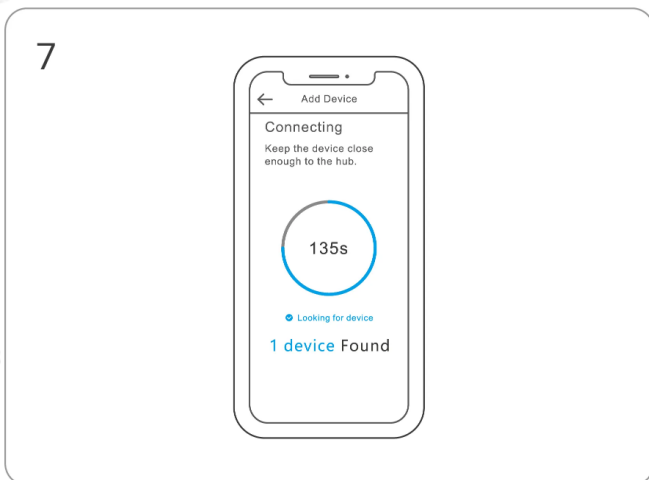 7
Add Device
Connecting
Keep the device close
enough to the hub.
135s
Looking for device
1 device Found